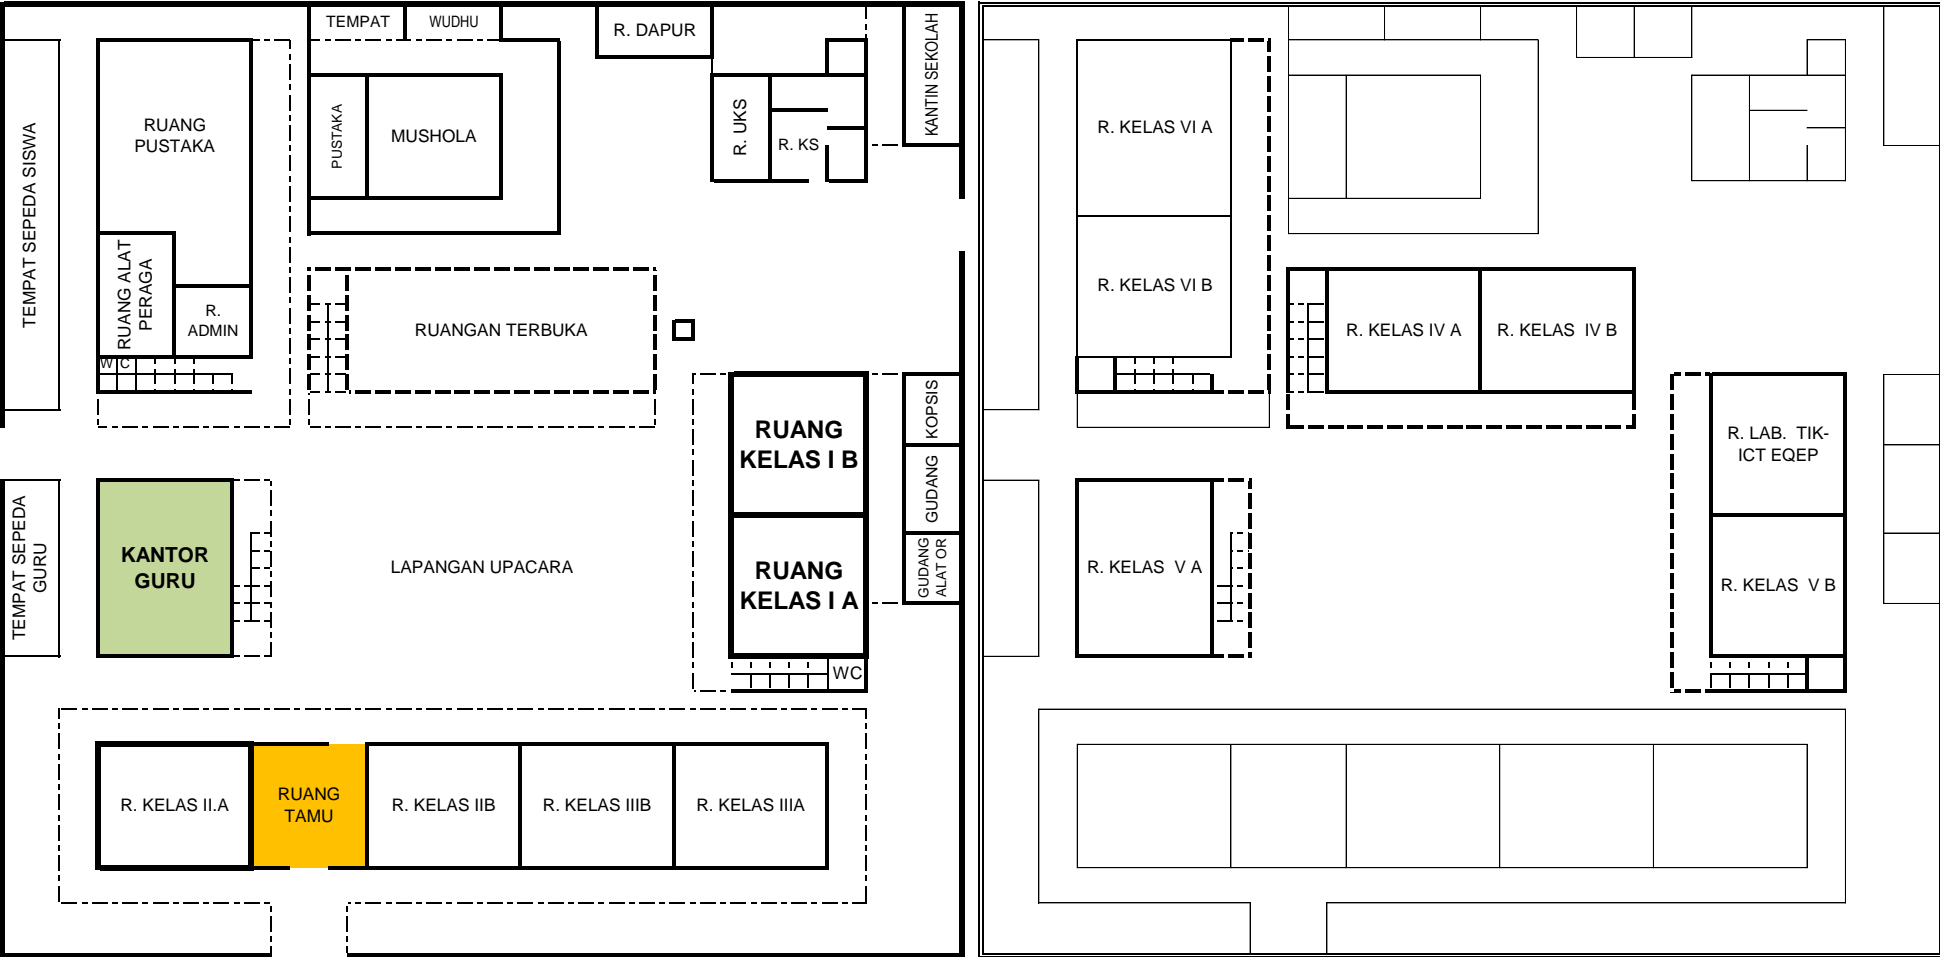 TEMPAT
WUDHU
R. DAPUR
KANTIN SEKOLAH
TEMPAT SEPEDA SISWA
RUANG
PUSTAKA
PUSTAKA
MUSHOLA
R. UKS
R. KS
RUANG ALAT
PERAGA
R.
ADMIN
W C
RUANGAN TERBUKA
RUANG
KELAS I B
KOPSIS
GUDANG
GUDANG
ALAT OR
TEMPAT SEPEDA
GURU
KANTOR
GURU
LAPANGAN UPACARA
RUANG
KELAS I A
WC
R. KELAS II.A
RUANG
TAMU
R. KELAS IIB
R. KELAS IIIB
R. KELAS IIIA
R. KELAS VI A
R. KELAS VI B
R. KELAS IV A
R. KELAS  IV B
R. LAB.  TIK-
ICT EQEP
R. KELAS  V A
R. KELAS  V B